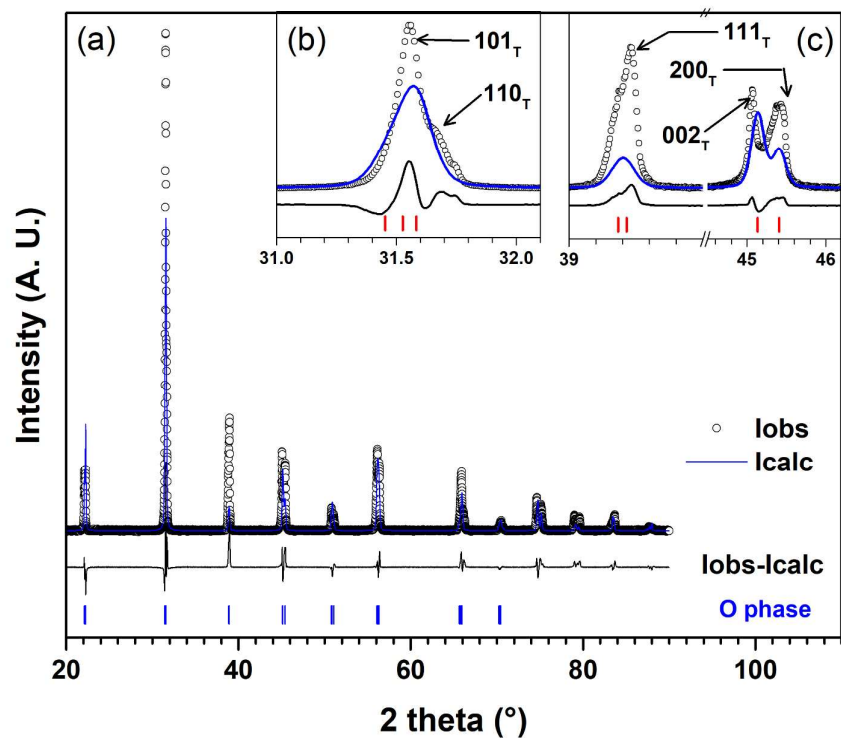 (a)
(b)
(c)
101T
110T
111T
200T
002T
31.0 31.5 32.0
39 45 46
Intensity (A. U.)
Iobs
Icalc
Iobs-Icalc
O phase
20 40 60 80 100
2 theta (°)